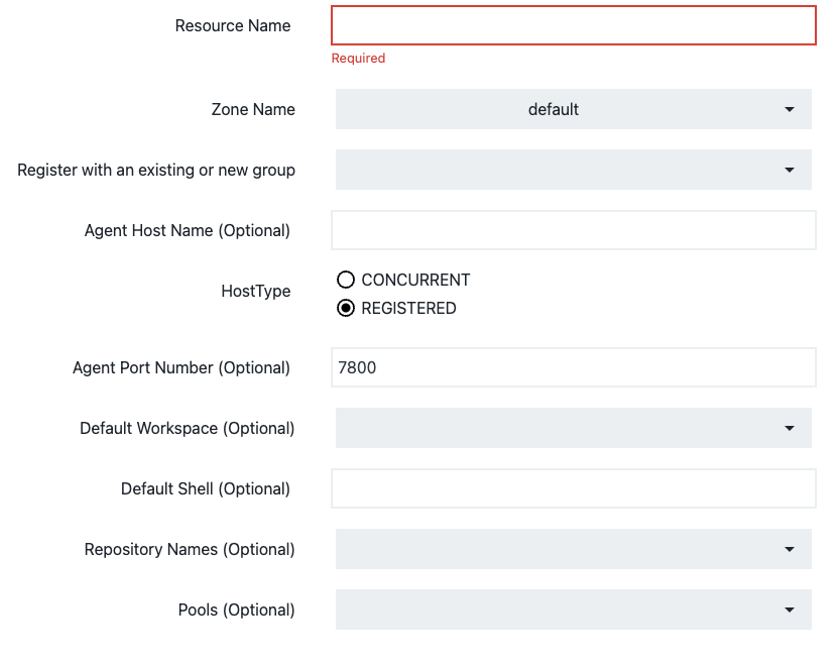 Resource Name
Required
Zone Name default
Register with an existing or new group
Agent Host Name (Optional)
HostType
CONCURRENT
REGISTERED
Agent Port Number (Optional) 7800
Default Workspace (Optional)
Default Shell (Optional)
Repository Names (Optional)
Pools (Optional)